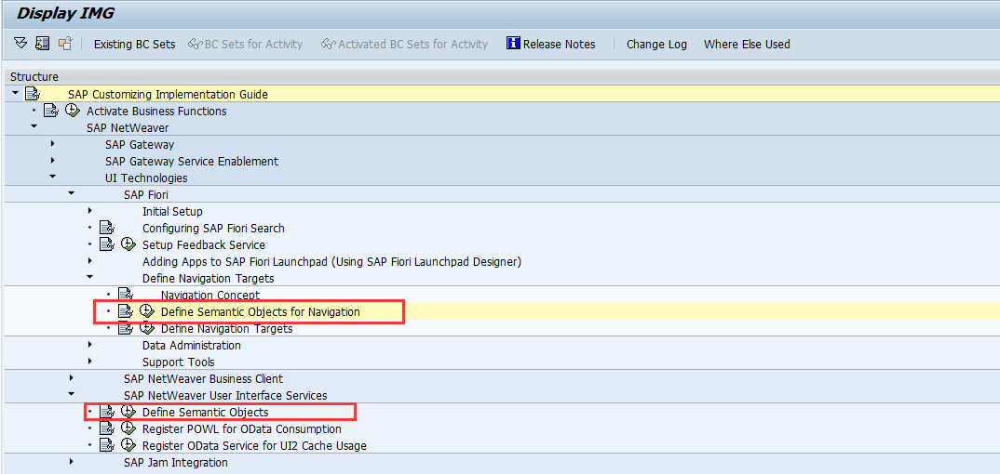 Display IMG
Existing BC Sets BC Sets for Activity Activated BC Sets for Activity Release Notes Change Log Where Else Used
Structure
SAP Customizing Implementation Guide
Activate Business Functions
SAP NetWeaver
SAP Gateway
SAP Gateway Service Enablement
UI Technologies
SAP Fiori
Initial Setup
Configuring SAP Fiori Search
Setup Feedback Service
Adding Apps to SAP Fiori Launchpad (Using SAP Fiori Launchpad Designer)
Define Navigation Targets
Navigation Concept
Define Semantic Objects for Navigation
Define Navigation Targets
Data Administration
Support Tools
SAP NetWeaver Business Client
SAP NetWeaver User Interface Services
Define Semantic Objects
Register POWL for OData Consumption
Register OData Service for UI2 Cache Usage
SAP Jam Integration